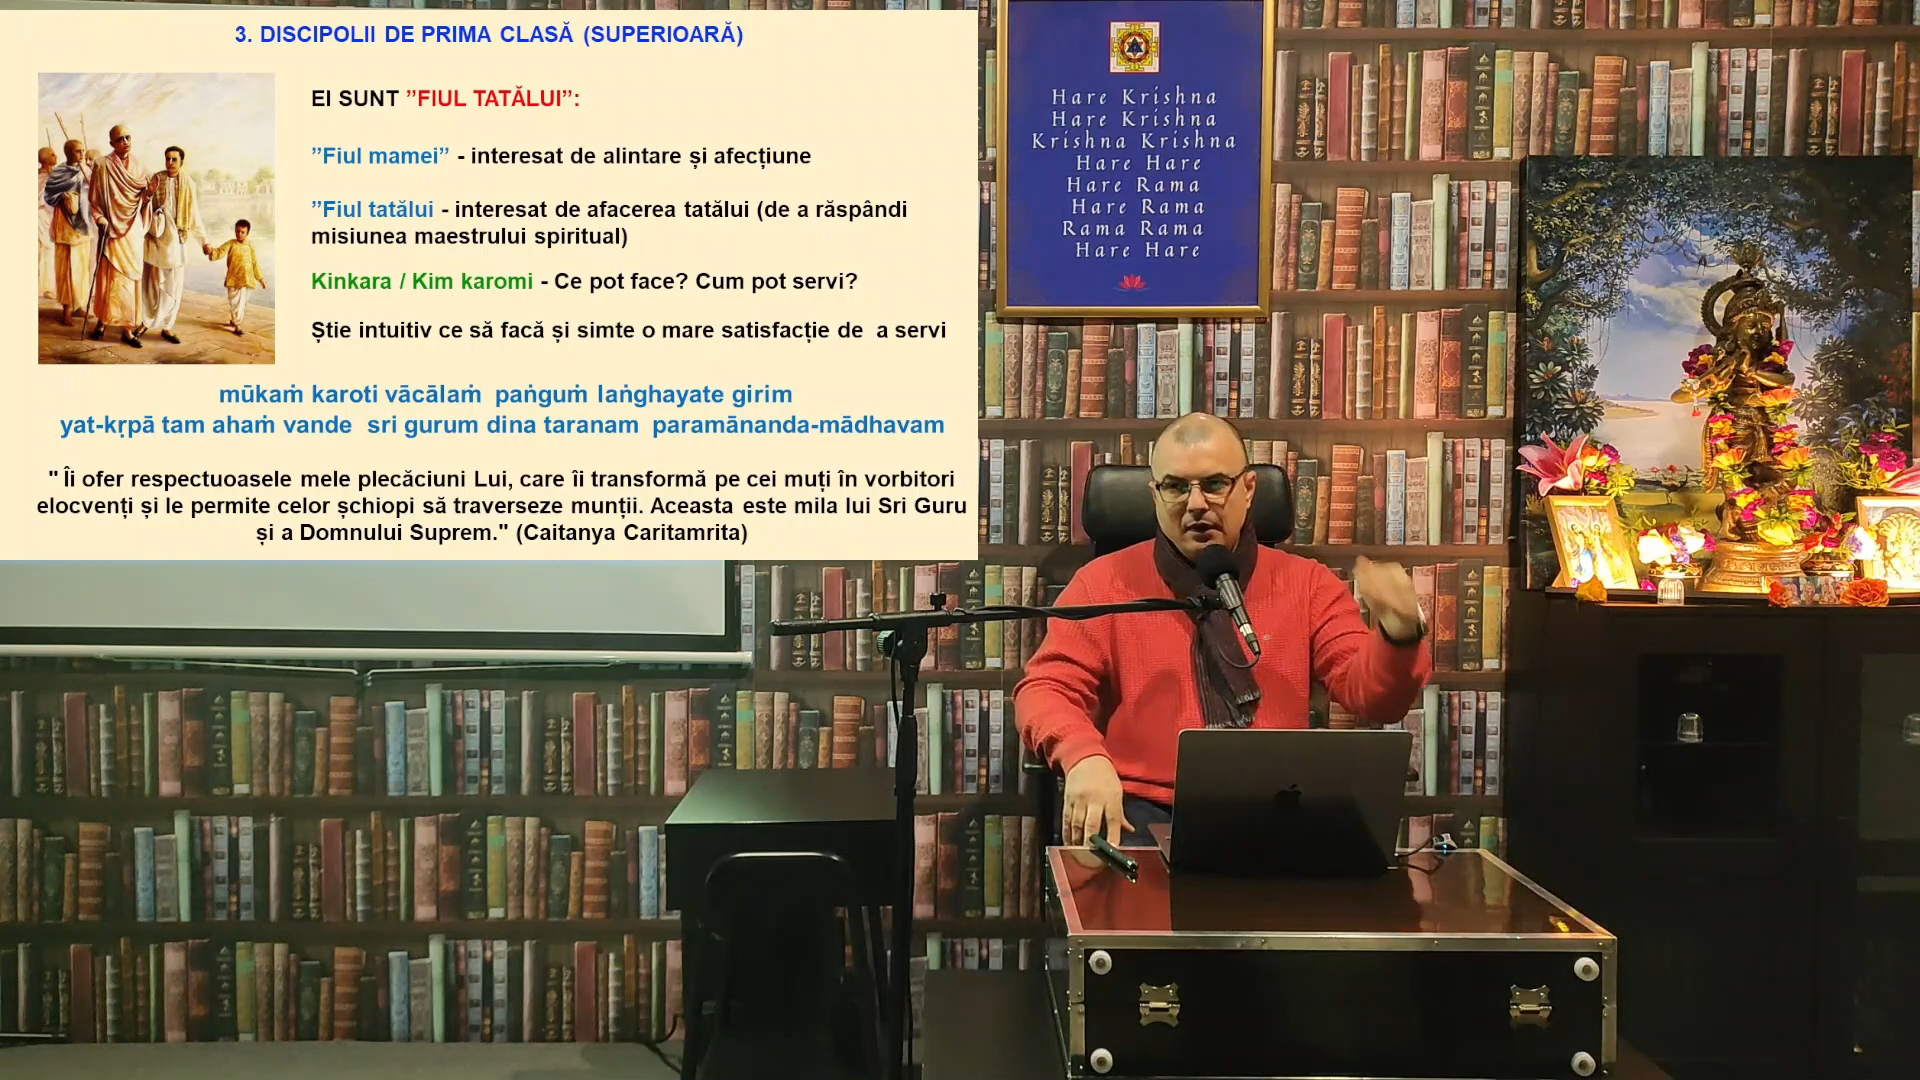 3. DISCIPOLII DE PRIMA CLASĂ (SUPERIOARĂ)
EI SUNT ”FIUL TATĂLUI”:
”Fiul mamei” - interesat de alintare și afecțiune
”Fiul tatălui - interesat de afacerea tatălui (de a răspândi
misiunea maestrului spiritual)
Kinkara / Kim karomi - Ce pot face? Cum pot servi?
Știe intuitiv ce să facă și simte o mare satisfacție de  a servi
mūkaṁ karoti vācālaṁ  paṅguṁ laṅghayate girim
yat-kṛpā tam ahaṁ vande  sri gurum dina taranam  paramānanda-mādhavam
" Îi ofer respectuoasele mele plecăciuni Lui, care îi transformă pe cei muți în vorbitori
elocvenți și le permite celor șchiopi să traverseze munții. Aceasta este mila lui Sri Guru
și a Domnului Suprem." (Caitanya Caritamrita)
Hare Krishna
Hare Krishna
Krishna Krishna
Hare Hare
Hare Rama
Hare Rama
Rama Rama
Hare Hare